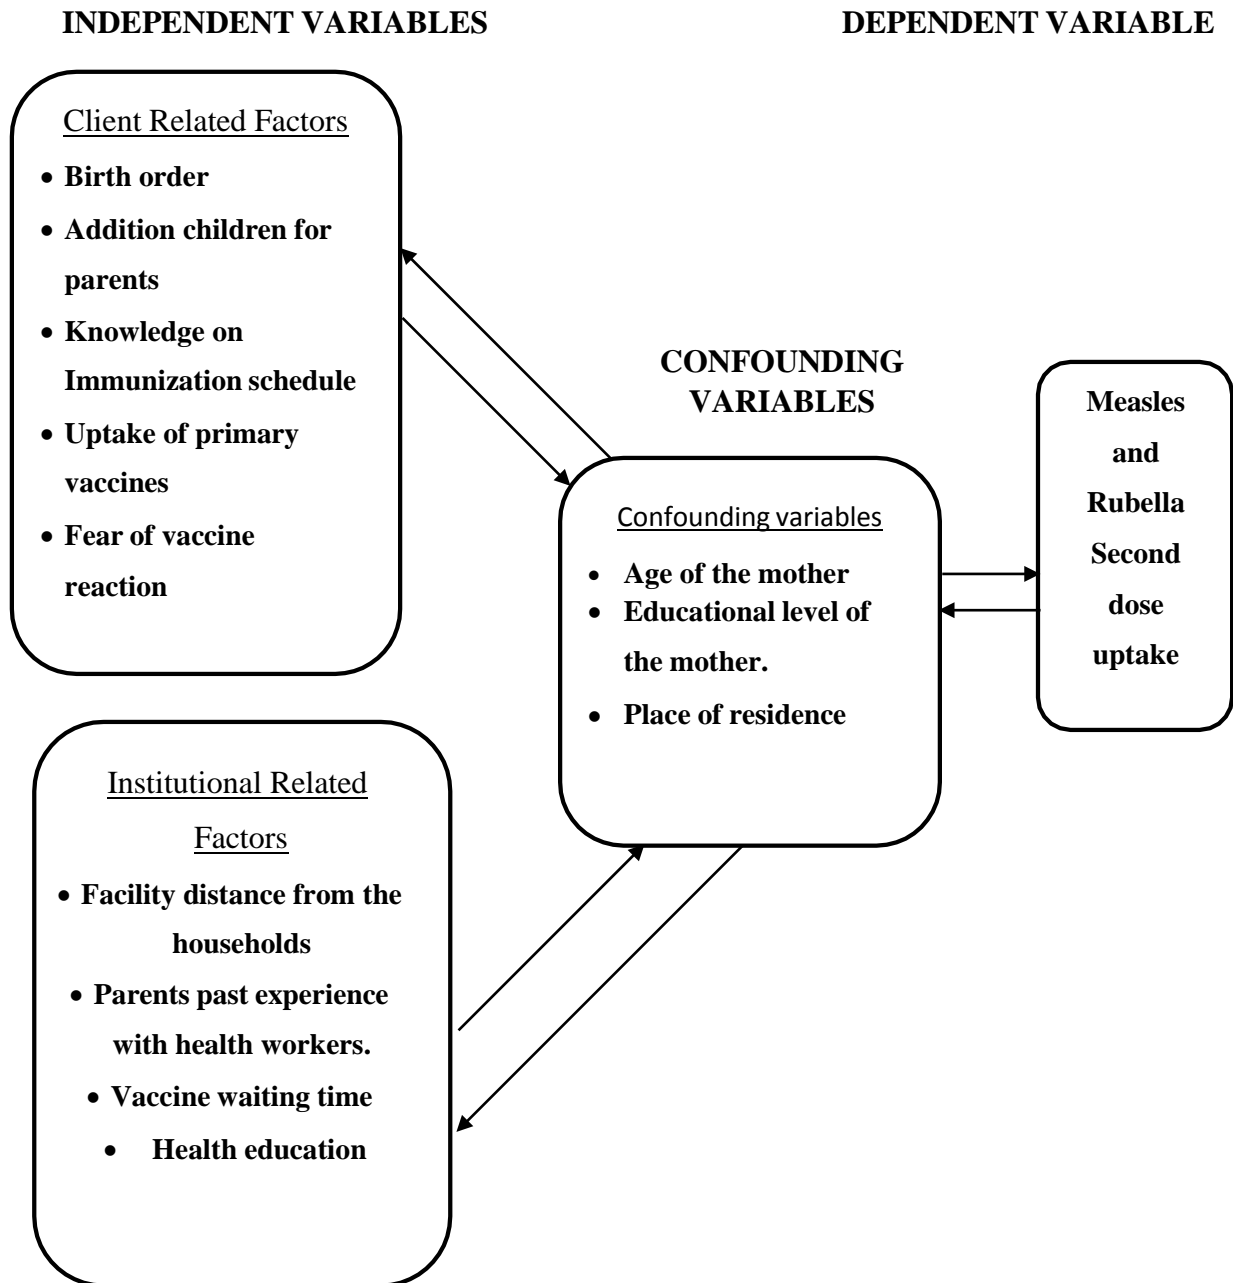 INDEPENDENT VARIABLES
DEPENDENT VARIABLE
Client Related Factors
• Birth order
• Addition children for
parents
• Knowledge on
Immunization schedule
• Uptake of primary
vaccines
• Fear of vaccine
reaction
CONFOUNDING
VARIABLES
Confounding variables
• Age of the mother
• Educational level of
the mother.
• Place of residence
Measles
and
Rubella
Second
dose
uptake
Institutional Related
Factors
• Facility distance from the
households
• Parents past experience
with health workers.
• Vaccine waiting time
• Health education